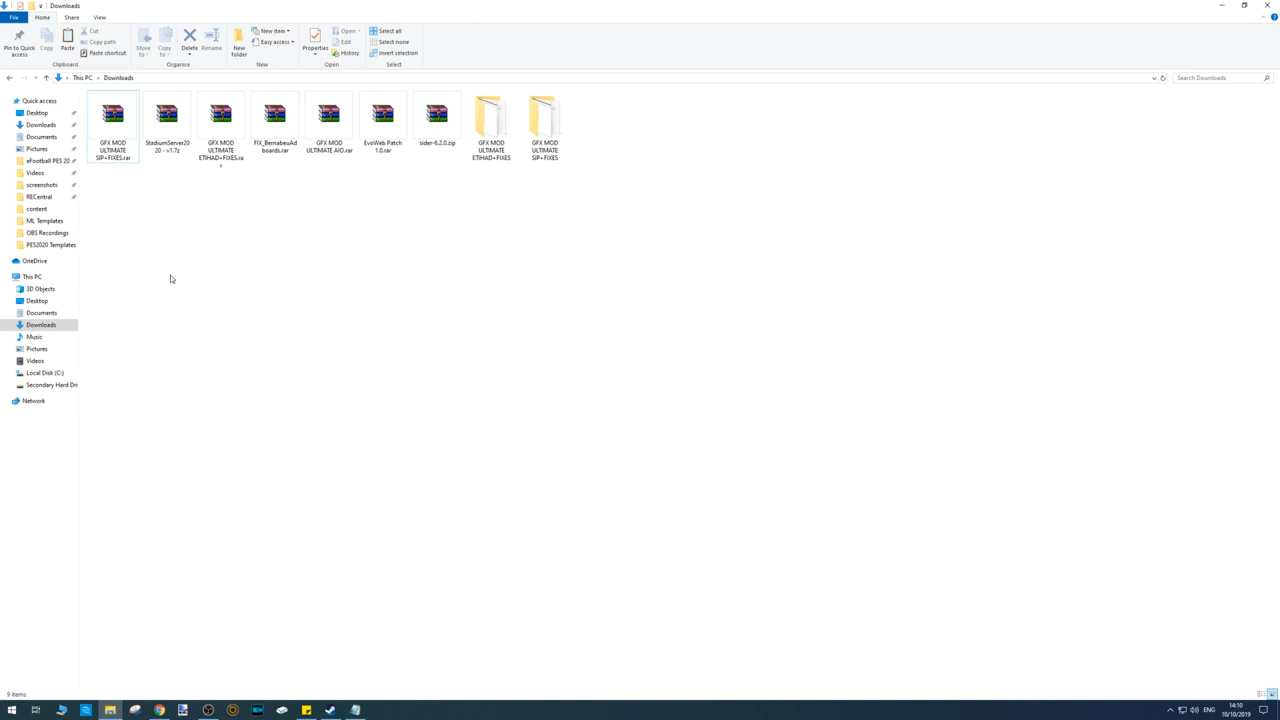 Downloads
File
Home
Share
View
Pin to Quick access
Copy
Paste
Cut
Copy path
Paste shortcut
Clipboard
Move to
Copy to
Delete
Rename
Organise
New folder
New item
Easy access
New
Properties
Open
Edit
History
Open
Select all
Select none
Invert selection
Select
This PC
Downloads
Search Downloads
Quick access
Desktop
Downloads
Documents
Pictures
eFootball PES 20
Videos
screenshots
RECentral
content
ML Templates
OBS Recordings
PES2020 Templates
OneDrive
This PC
3D Objects
Desktop
Documents
Downloads
Music
Pictures
Videos
Local Disk (C:)
Secondary Hard Dri
Network
GFX MOD
ULTIMATE
SIP+FIXES.rar
StadiumServer20
20 - v1.7z
GFX MOD
ULTIMATE
ETIHAD+FIXES.ra
r
FIX_BernabeuAd
boards.rar
GFX MOD
ULTIMATE AIO.rar
EvoWeb Patch
1.0.rar
sider-6.2.0.zip
GFX MOD
ULTIMATE
ETIHAD+FIXES
GFX MOD
ULTIMATE
SIP+FIXES
9 items
ENG
14:10
10/10/2019